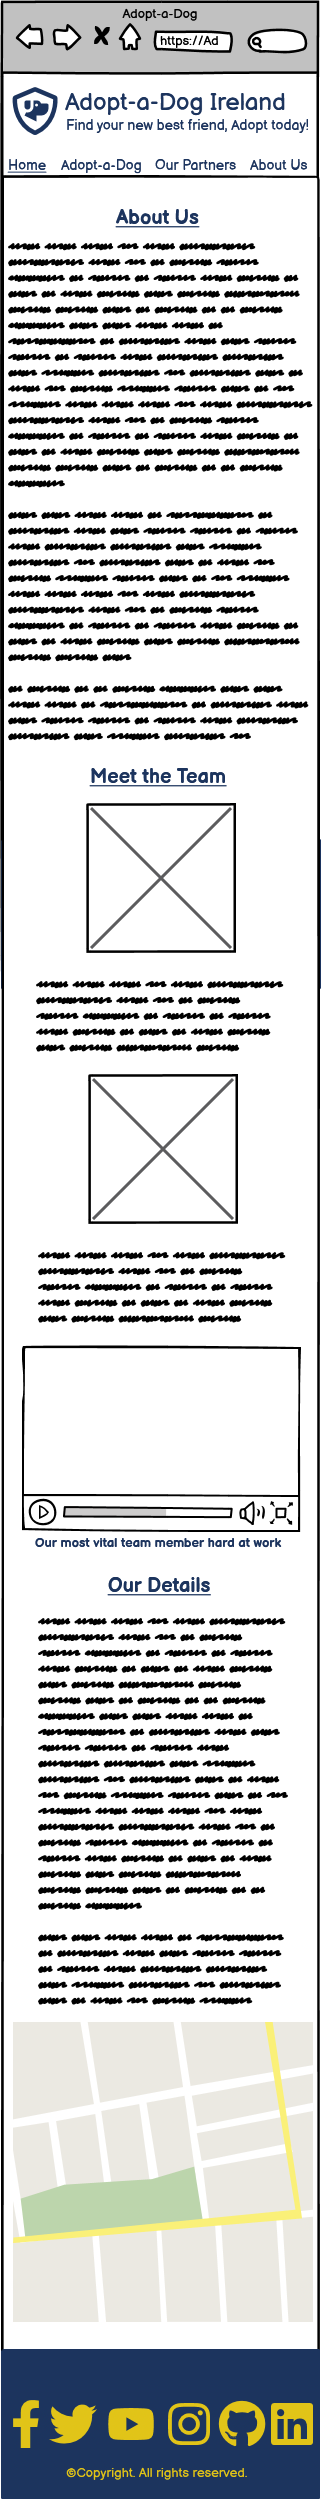 Adopt-a-Dog
https://Ad
Adopt-a-Dog Ireland
Find your new best friend, Adopt today!
Home Adopt-a-Dog Our Partners About Us
About Us
Meet the Team
Our most vital team member hard at work
Our Details
©Copyright. All rights reserved.